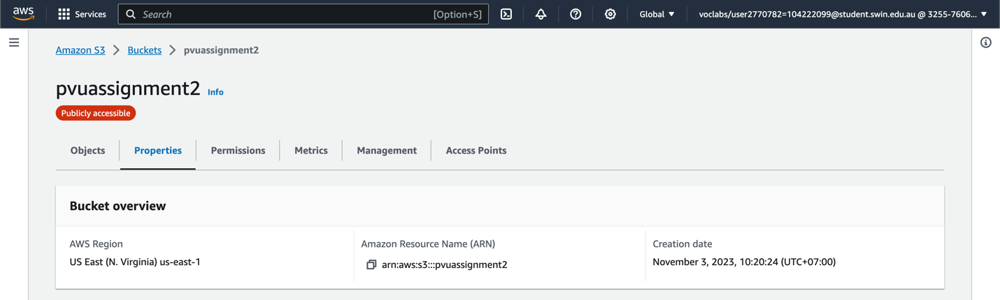 aws Services Search [Option+S] Global voclabs/user2770782=104222099@student.swin.edu.au @ 3255-7606...
Amazon S3 Buckets pvuassignment2
pvuassignment2 Info
Publicly accessible
Objects Properties Permissions Metrics Management Access Points
Bucket overview
AWS Region Amazon Resource Name (ARN) Creation date
US East (N. Virginia) us-east-1 arn:aws:s3:::pvuassignment2 November 3, 2023, 10:20:24 (UTC+07:00)